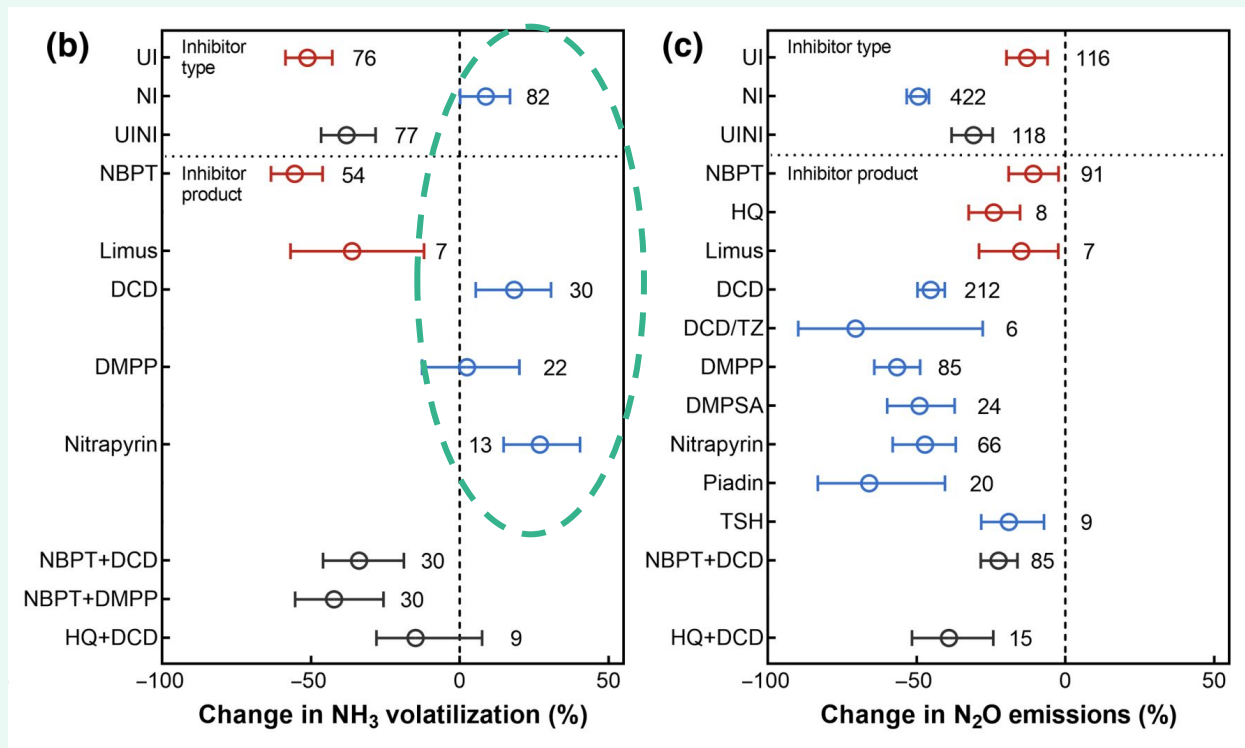 (b)
Inhibitor
type
UI 76
NI 82
UINI 77
Inhibitor
product
NBPT 54
Limus 7
DCD 30
DMPP 22
Nitrapyrin 13
NBPT+DCD 30
NBPT+DMPP 30
HQ+DCD 9
−100 −50 0 50
Change in NH₃ volatilization (%)
(c)
Inhibitor type
UI 116
NI 422
UINI 118
Inhibitor product
NBPT 91
HQ 8
Limus 7
DCD 212
DCD/TZ 6
DMPP 85
DMPSA 24
Nitrapyrin 66
Piadin 20
TSH 9
NBPT+DCD 85
HQ+DCD 15
−100 −50 0 50
Change in N₂O emissions (%)